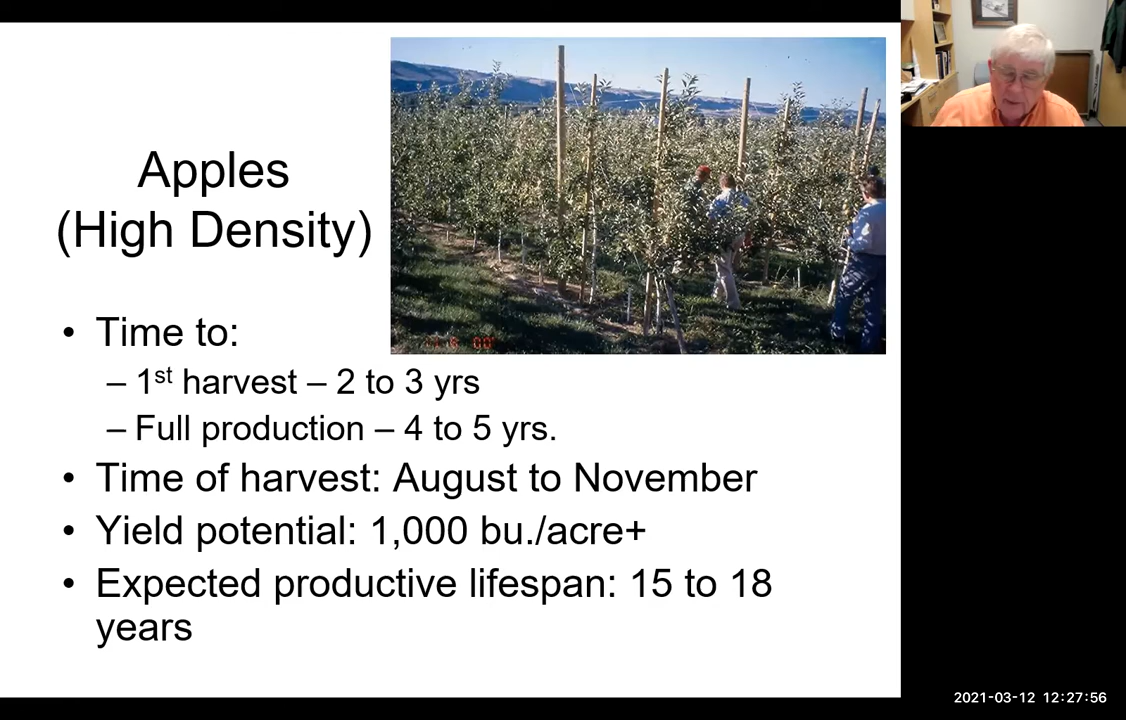 Apples
(High Density)
• Time to:
– 1st harvest – 2 to 3 yrs
– Full production – 4 to 5 yrs.
• Time of harvest: August to November
• Yield potential: 1,000 bu./acre+
• Expected productive lifespan: 15 to 18
years
2021-03-12 12:27:56